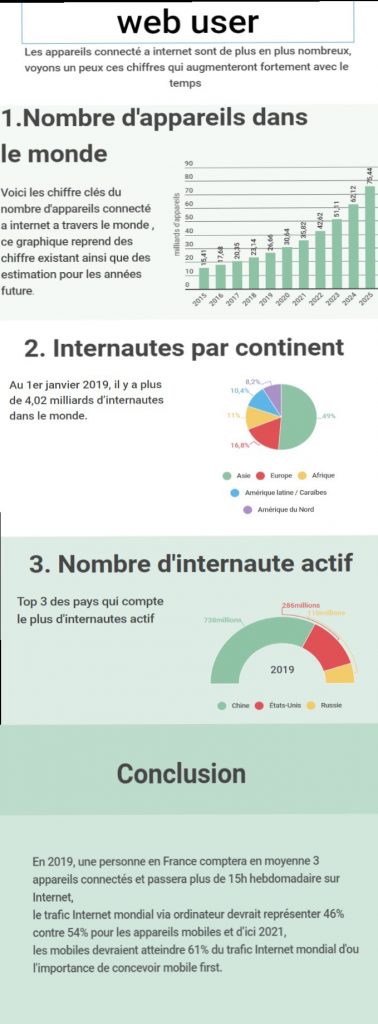 web user
Les appareils connecté a internet sont de plus en plus nombreux,
voyons un peux ces chiffres qui augmenteront fortement avec le
temps
1.Nombre d'appareils dans
le monde
Voici les chiffre clés du
nombre d'appareils connecté
a internet a travers le monde ,
ce graphique reprend des
chiffre existant ainsi que des
estimation pour les années
future.
milliards d'appareils
90
80
70
60
50
40
30
20
10
0
15,41
17,68
20,35
23,14
26,66
30,64
35,82
42,62
51,11
62,12
75,44
2015
2016
2017
2018
2019
2020
2021
2022
2023
2024
2025
2. Internautes par continent
Au 1er janvier 2019, il y a plus
de 4,02 milliards d'internautes
dans le monde.
8,2%
10,4%
11%
16,8%
49%
Asie Europe Afrique
Amérique latine / Caraïbes
Amérique du Nord
3. Nombre d'internaute actif
Top 3 des pays qui compte
le plus d'internautes actif
738millions
286millions
110millions
2019
Chine États-Unis Russie
Conclusion
En 2019, une personne en France comptera en moyenne 3
appareils connectés et passera plus de 15h hebdomadaire sur
Internet,
le trafic Internet mondial via ordinateur devrait représenter 46%
contre 54% pour les appareils mobiles et d'ici 2021,
les mobiles devraient atteindre 61% du trafic Internet mondial d'ou
l'importance de concevoir mobile first.